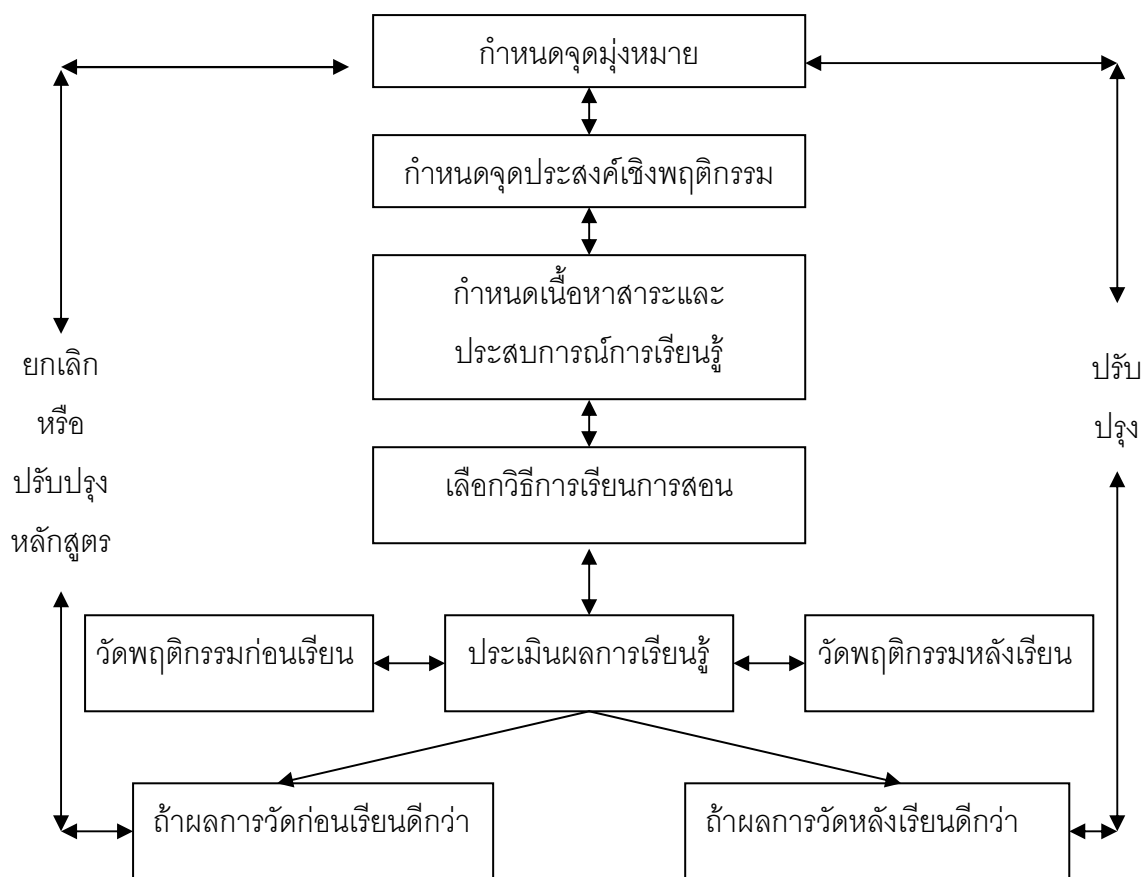 กำหนดจุดมุ่งหมาย
กำหนดจุดประสงค์เชิงพฤติกรรม
กำหนดเนื้อหาสาระและ
ประสบการณ์การเรียนรู้
ยกเลิก
หรือ
ปรับปรุง
หลักสูตร
ปรับ
ปรุง
เลือกวิธีการเรียนการสอน
วัดพฤติกรรมก่อนเรียน
ประเมินผลการเรียนรู้
วัดพฤติกรรมหลังเรียน
ถ้าผลการวัดก่อนเรียนดีกว่า
ถ้าผลการวัดหลังเรียนดีกว่า